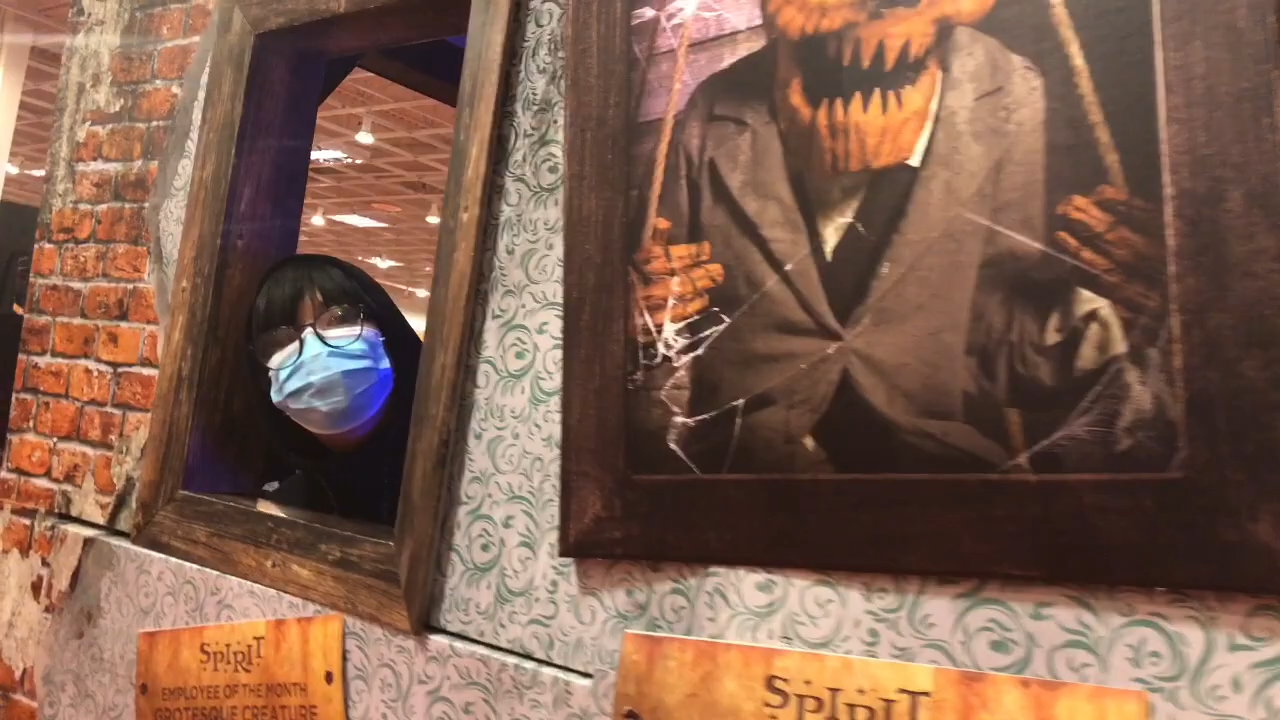 SPIRIT
EMPLOYEE OF THE MONTH
GROTESQUE CREATURE
SPIRIT